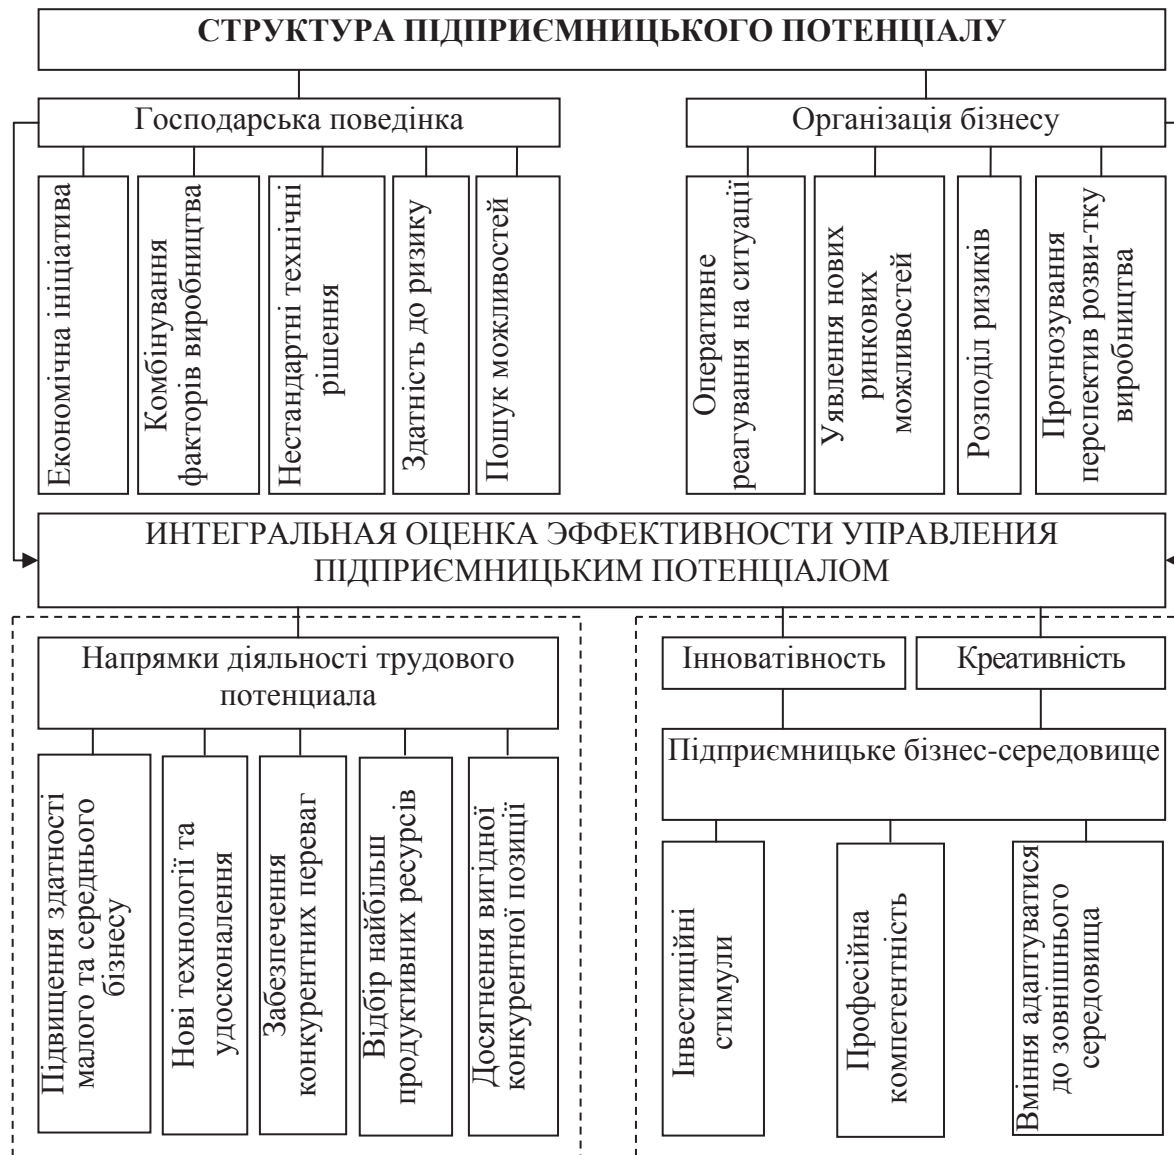 СТРУКТУРА ПІДПРИЄМНИЦЬКОГО ПОТЕНЦІАЛУ
Господарська поведінка
Організація бізнесу
Економічна ініціатива
Комбінування
факторів виробництва
Нестандартні технічні
рішення
Здатність до ризику
Пошук можливостей
Оперативне
реагування на ситуації
Уявлення нових
ринкових
можливостей
Розподіл ризиків
Прогнозування
перспектив розви-тку
виробництва
ИНТЕГРАЛЬНАЯ ОЦЕНКА ЭФФЕКТИВНОСТИ УПРАВЛЕНИЯ
ПІДПРИЄМНИЦЬКИМ ПОТЕНЦІАЛОМ
Напрямки діяльності трудового
потенциала
Інноватівность
Креативність
Підприємницьке бізнес-середовище
Підвищення здатності
малого та середнього
бізнесу
Нові технології та
удосконалення
Забезпечення
конкурентних переваг
Відбір найбільш
продуктивних ресурсів
Досягнення вигідної
конкурентної позиції
Інвестиційні
стимули
Професійна
компетентність
Вміння адаптуватися
до зовнішнього
середовища